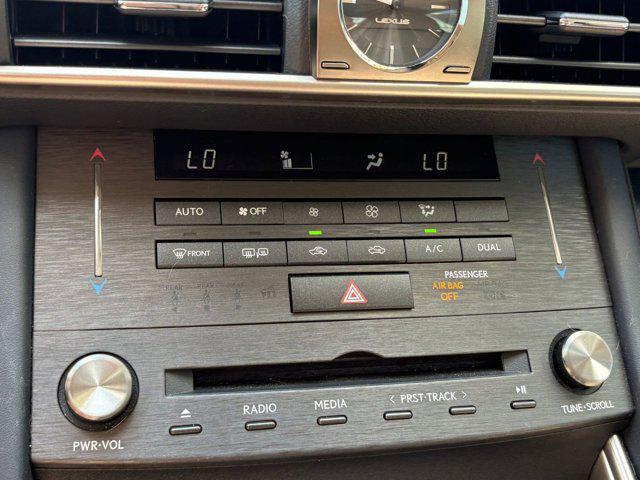 LEXUS
LO LO
AUTO OFF
FRONT A/C DUAL
PASSENGER
AIR BAG
OFF
REAR
RADIO MEDIA < PRST·TRACK >
PWR·VOL TUNE·SCROLL